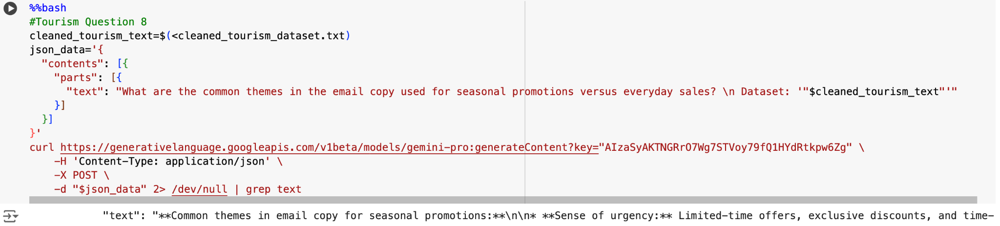 %%bash
#Tourism Question 8
cleaned_tourism_text=$(<cleaned_tourism_dataset.txt)
json_data='{
"contents": [{
"parts": [{
"text": "What are the common themes in the email copy used for seasonal promotions versus everyday sales? \n Dataset: '"$cleaned_tourism_text"'"
}]
}]
}'
curl https://generativelanguage.googleapis.com/v1beta/models/gemini-pro:generateContent?key="AIzaSyAKTNGRrO7Wg7STVoy79fQ1HYdRtkpw6Zg" \
-H 'Content-Type: application/json' \
-X POST \
-d "$json_data" 2> /dev/null | grep text
"text": "**Common themes in email copy for seasonal promotions:**\n\n* **Sense of urgency:** Limited-time offers, exclusive discounts, and time-